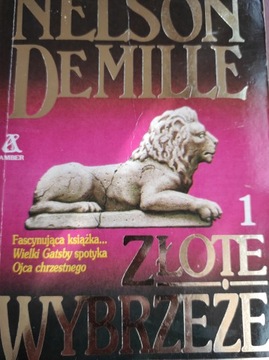 NELSON
DEMILLE
AMBER
1
Fascynująca książka...
Wielki Gatsby spotyka
Ojca chrzestnego
ZŁOTE
WYBRZEŻE